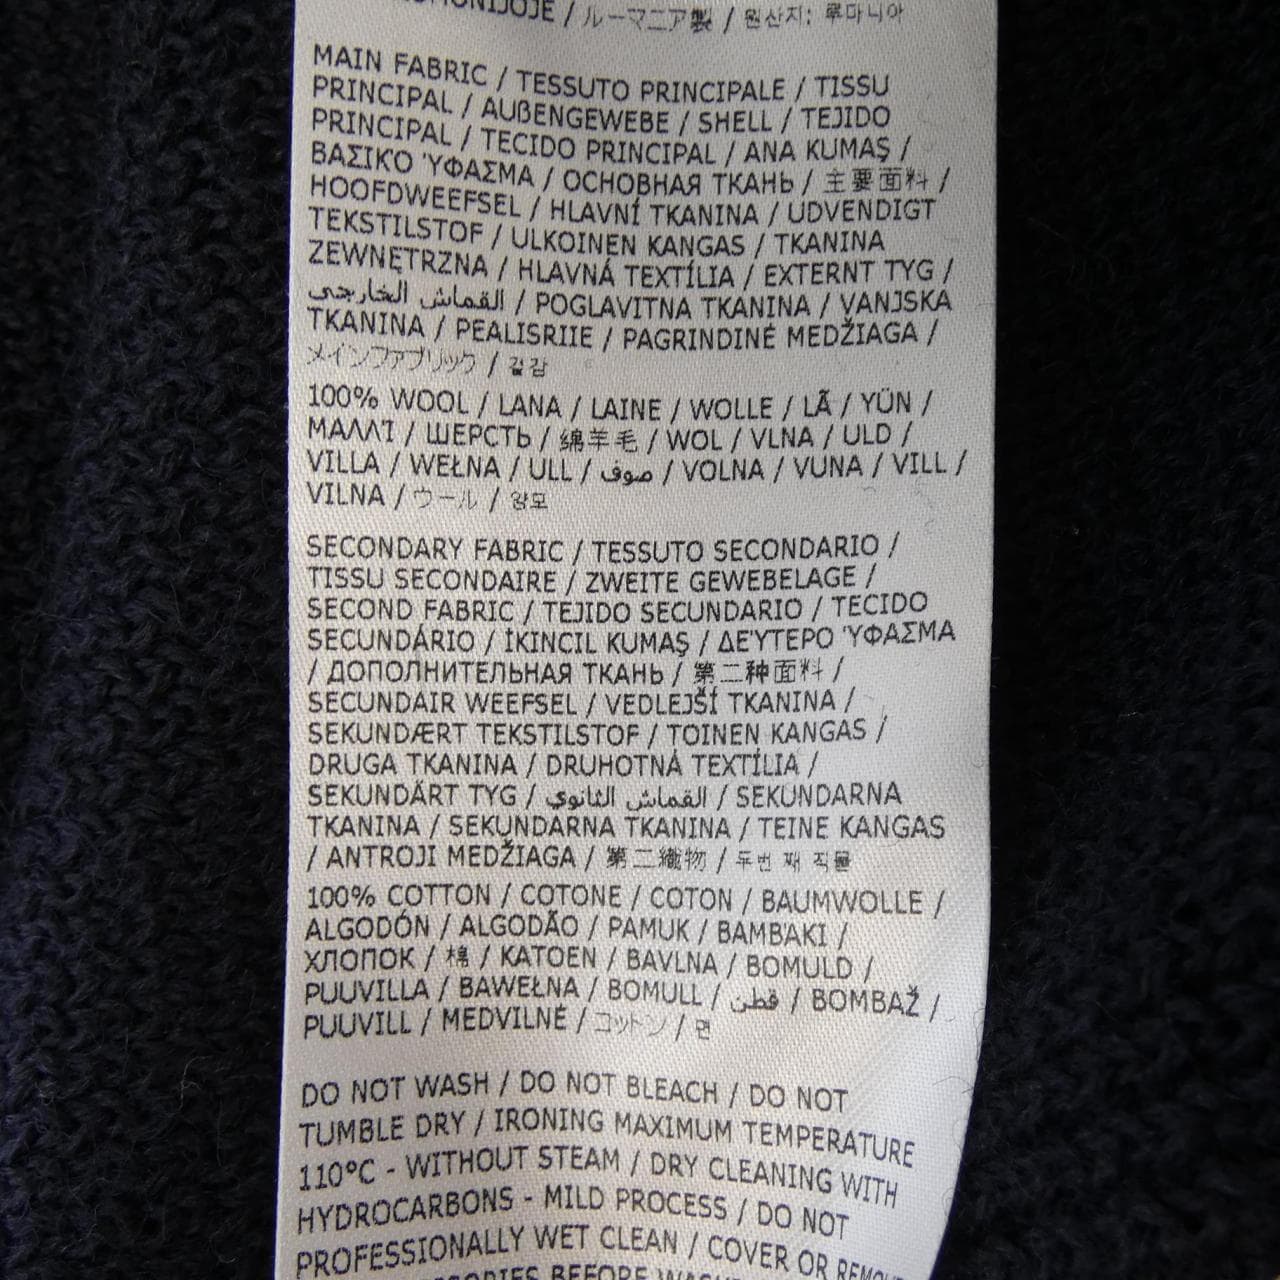 / ルーマニア製 / 원산지: 루마니아
MAIN FABRIC / TESSUTO PRINCIPALE / TISSU
PRINCIPAL / AUßENGEWEBE / SHELL / TEJIDO
PRINCIPAL / TECIDO PRINCIPAL / ANA KUMAŞ /
ΒΑΣΙΚΌ ΎΦΑΣΜΑ / ОСНОВНАЯ ТКАНЬ / 主要面料 /
HOOFDWEEFSEL / HLAVNÍ TKANINA / UDVENDIGT
TEKSTILSTOF / ULKOINEN KANGAS / TKANINA
ZEWNĘTRZNA / HLAVNÁ TEXTÍLIA / EXTERNT TYG /
القماش الخارجي / POGLAVITNA TKANINA / VANJSKA
TKANINA / PEALISRIIE / PAGRINDINĖ MEDŽIAGA /
メインファブリック / 겉감
100% WOOL / LANA / LAINE / WOLLE / LÃ / YÜN /
ΜΑΛΛΊ / ШЕРСТЬ / 绵羊毛 / WOL / VLNA / ULD /
VILLA / WEŁNA / ULL / صوف / VOLNA / VUNA / VILL /
VILNA / ウール / 양모
SECONDARY FABRIC / TESSUTO SECONDARIO /
TISSU SECONDAIRE / ZWEITE GEWEBELAGE /
SECOND FABRIC / TEJIDO SECUNDARIO / TECIDO
SECUNDÁRIO / İKINCIL KUMAŞ / ΔΕΎΤΕΡΟ ΎΦΑΣΜΑ
/ ДОПОЛНИТЕЛЬНАЯ ТКАНЬ / 第二种面料 /
SECUNDAIR WEEFSEL / VEDLEJŠÍ TKANINA /
SEKUNDÆRT TEKSTILSTOF / TOINEN KANGAS /
DRUGA TKANINA / DRUHOTNÁ TEXTÍLIA /
SEKUNDÄRT TYG / القماش الثانوي / SEKUNDARNA
TKANINA / SEKUNDARNA TKANINA / TEINE KANGAS
/ ANTROJI MEDŽIAGA / 第二織物 / 두번 째 직물
100% COTTON / COTONE / COTON / BAUMWOLLE /
ALGODÓN / ALGODÃO / PAMUK / ΒΑΜΒΆΚΙ /
ХЛОПОК / 棉 / KATOEN / BAVLNA / BOMULD /
PUUVILLA / BAWEŁNA / BOMULL / قطن / BOMBAŽ /
PUUVILL / MEDVILNĖ / コットン / 면
DO NOT WASH / DO NOT BLEACH / DO NOT
TUMBLE DRY / IRONING MAXIMUM TEMPERATURE
110°C - WITHOUT STEAM / DRY CLEANING WITH
HYDROCARBONS - MILD PROCESS / DO NOT
PROFESSIONALLY WET CLEAN / COVER OR REMOVE
BEFORE